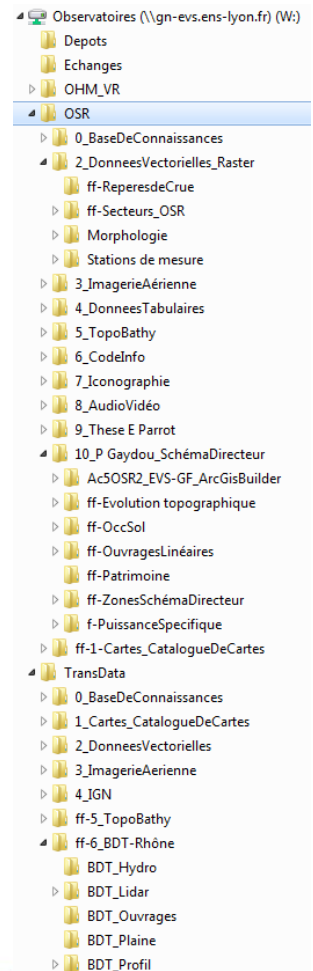 Observatoires (\\gn-evs.ens-lyon.fr) (W:)
Depots
Echanges
OHM_VR
OSR
0_BaseDeConnaissances
2_DonneesVectorielles_Raster
ff-ReperesdeCrue
ff-Secteurs_OSR
Morphologie
Stations de mesure
3_ImagerieAérienne
4_DonneesTabulaires
5_TopoBathy
6_CodeInfo
7_Iconographie
8_AudioVidéo
9_These E Parrot
10_P Gaydou_SchémaDirecteur
Ac5OSR2_EVS-GF_ArcGisBuilder
ff-Evolution topographique
ff-OccSol
ff-OuvragesLinéaires
ff-Patrimoine
ff-ZonesSchémaDirecteur
f-PuissanceSpecifique
ff-1-Cartes_CatalogueDeCartes
TransData
0_BaseDeConnaissances
1_Cartes_CatalogueDeCartes
2_DonneesVectorielles
3_ImagerieAerienne
4_IGN
ff-5_TopoBathy
ff-6_BDT-Rhône
BDT_Hydro
BDT_Lidar
BDT_Ouvrages
BDT_Plaine
BDT_Profil